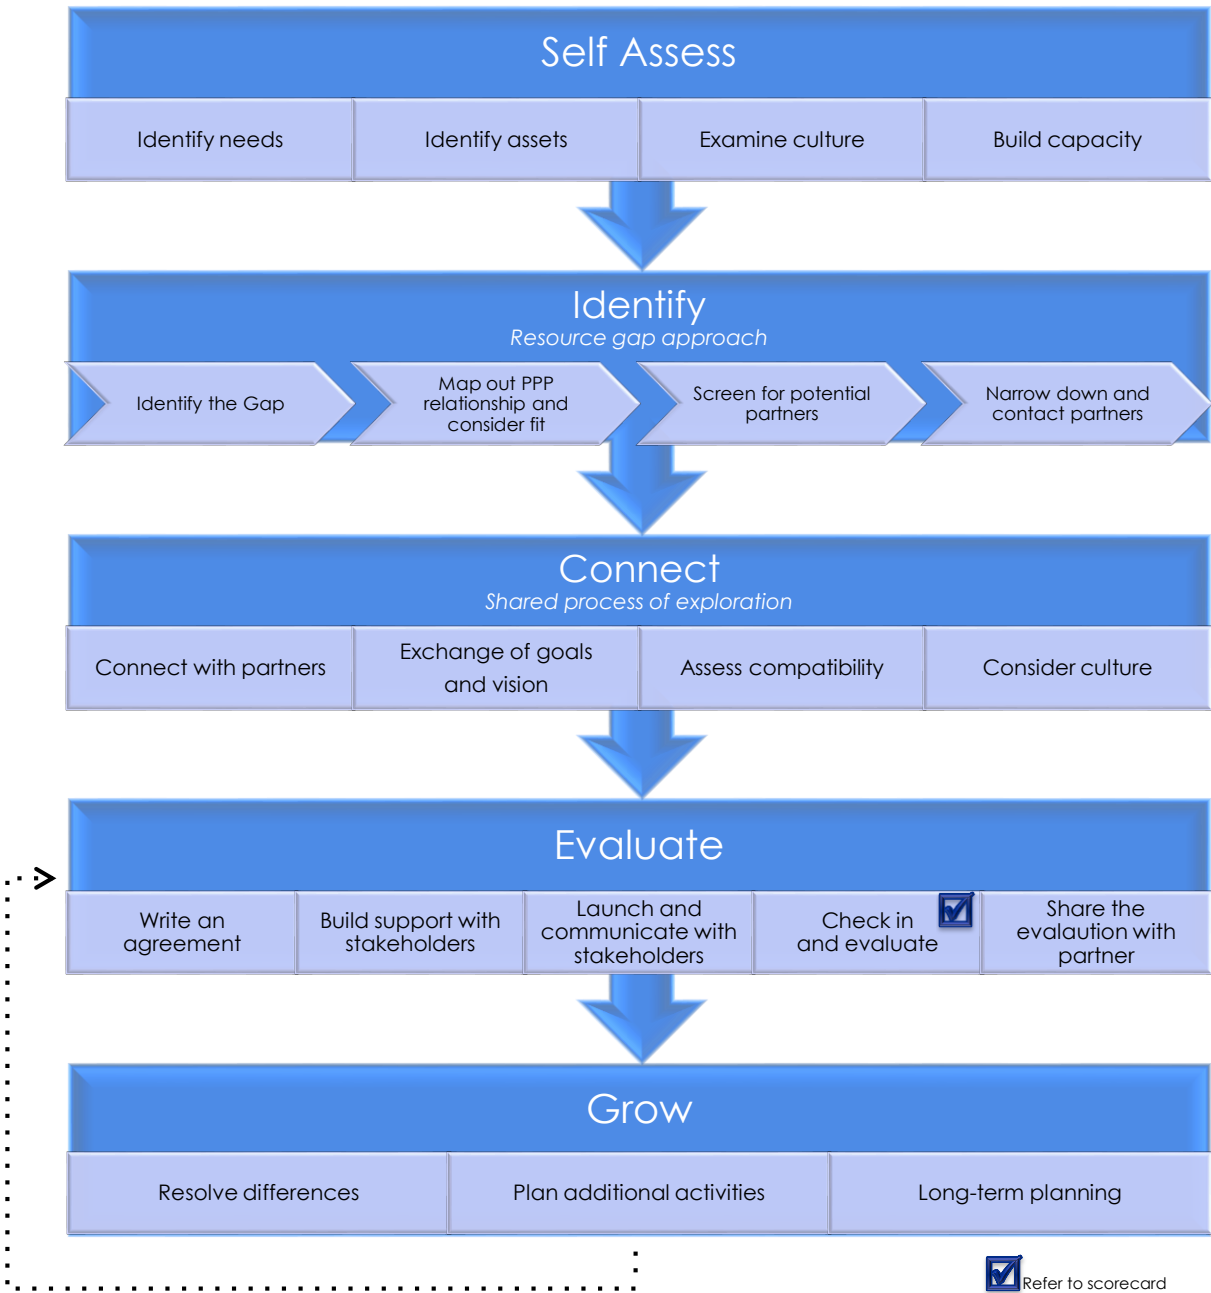 Self Assess
Identify needs
Identify assets
Examine culture
Build capacity
Identify
Resource gap approach
Identify the Gap
Map out PPP
relationship and
consider fit
Screen for potential
partners
Narrow down and
contact partners
Connect
Shared process of exploration
Connect with partners
Exchange of goals
and vision
Assess compatibility
Consider culture
Evaluate
Write an
agreement
Build support with
stakeholders
Launch and
communicate with
stakeholders
Check in
and evaluate
Share the
evalaution with
partner
Grow
Resolve differences
Plan additional activities
Long-term planning
Refer to scorecard